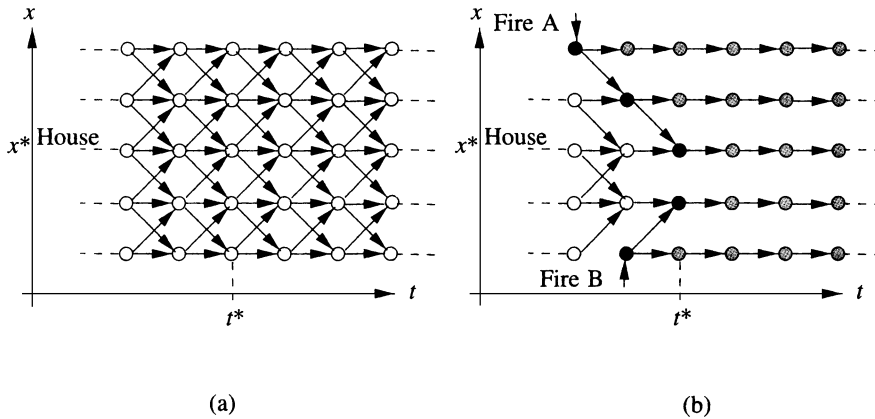 x
x* House
t
t*
(a)
x
Fire A
x* House
Fire B
t
t*
(b)